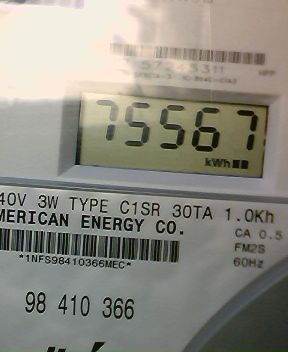 75567
kWh
40V 3W TYPE C1SR 30TA 1.0Kh
MERICAN ENERGY CO.
CA 0.5
FM2S
*1NFS98410366MEC*
60Hz
98 410 366